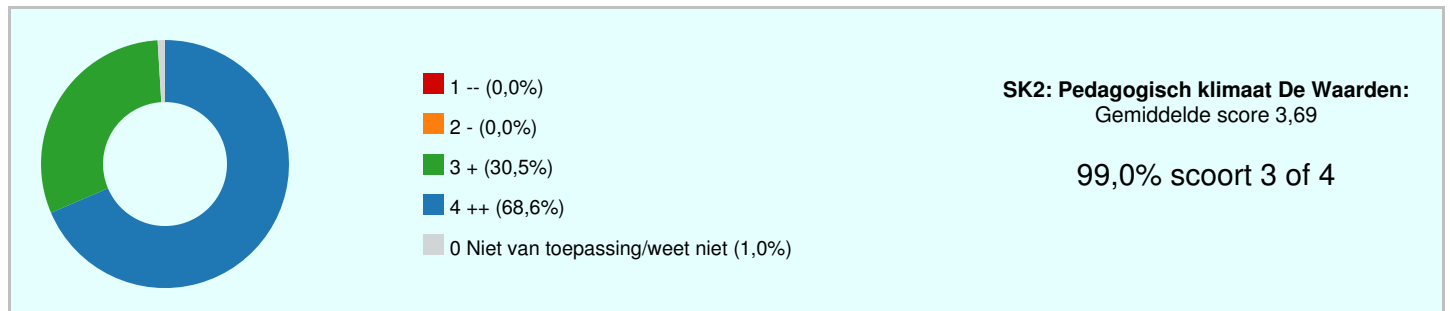 1 -- (0,0%)
2 - (0,0%)
3 + (30,5%)
4 ++ (68,6%)
0 Niet van toepassing/weet niet (1,0%)
SK2: Pedagogisch klimaat De Waarden:
Gemiddelde score 3,69
99,0% scoort 3 of 4